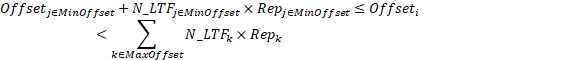 Offset_{j∈MinOffset} + N_LTF_{j∈MinOffset} × Rep_{j∈MinOffset} ≤ Offset_i
< ∑_{k∈MaxOffset} N_LTF_k × Rep_k